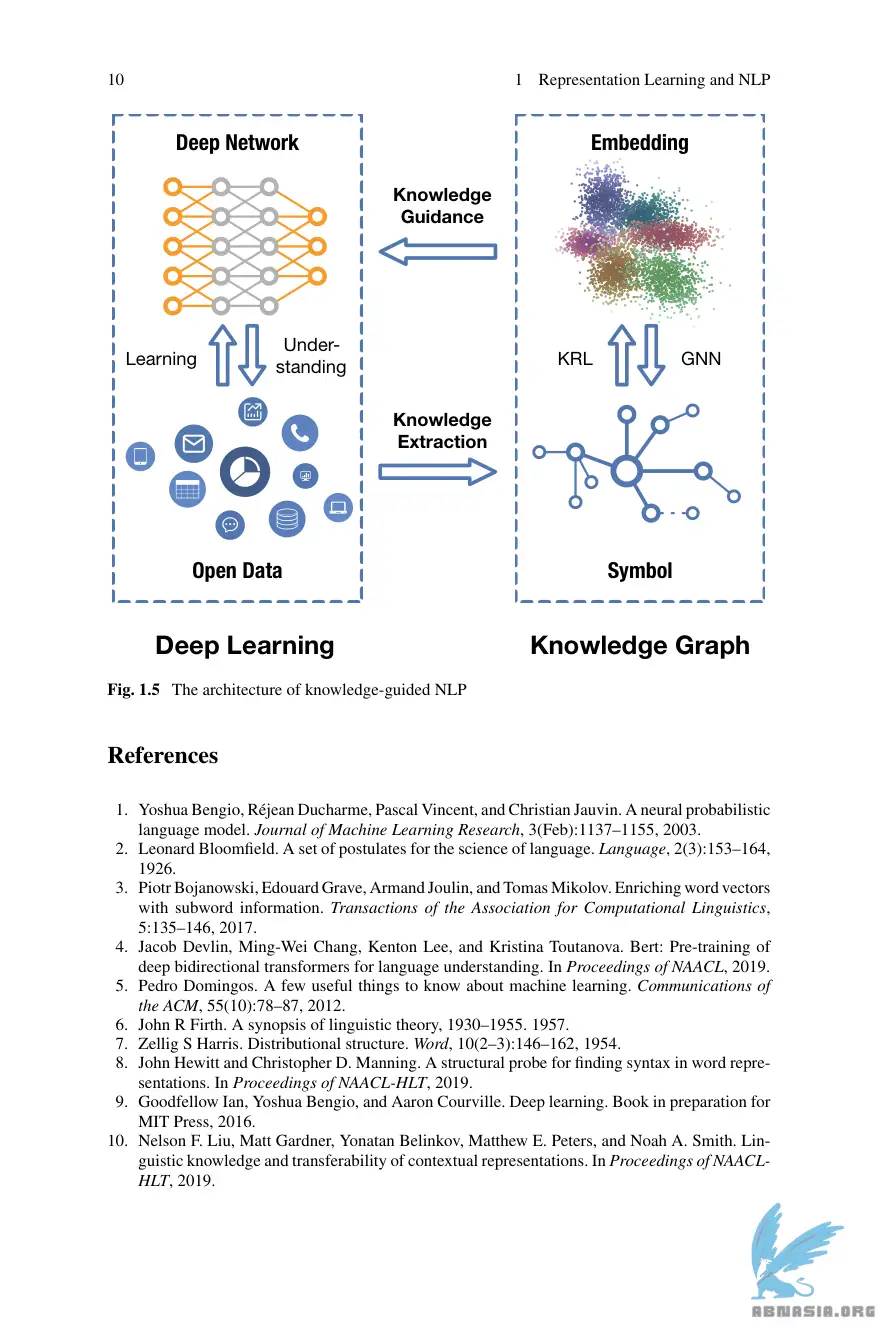 10
1 Representation Learning and NLP
Deep Network
Embedding
Knowledge
Guidance
Learning
Under-
standing
KRL
GNN
Knowledge
Extraction
Open Data
Symbol
Deep Learning
Knowledge Graph
Fig. 1.5 The architecture of knowledge-guided NLP
References
1. Yoshua Bengio, Réjean Ducharme, Pascal Vincent, and Christian Jauvin. A neural probabilistic
language model. Journal of Machine Learning Research, 3(Feb):1137–1155, 2003.
2. Leonard Bloomfield. A set of postulates for the science of language. Language, 2(3):153–164,
1926.
3. Piotr Bojanowski, Edouard Grave, Armand Joulin, and Tomas Mikolov. Enriching word vectors
with subword information. Transactions of the Association for Computational Linguistics,
5:135–146, 2017.
4. Jacob Devlin, Ming-Wei Chang, Kenton Lee, and Kristina Toutanova. Bert: Pre-training of
deep bidirectional transformers for language understanding. In Proceedings of NAACL, 2019.
5. Pedro Domingos. A few useful things to know about machine learning. Communications of
the ACM, 55(10):78–87, 2012.
6. John R Firth. A synopsis of linguistic theory, 1930–1955. 1957.
7. Zellig S Harris. Distributional structure. Word, 10(2–3):146–162, 1954.
8. John Hewitt and Christopher D. Manning. A structural probe for finding syntax in word repre-
sentations. In Proceedings of NAACL-HLT, 2019.
9. Goodfellow Ian, Yoshua Bengio, and Aaron Courville. Deep learning. Book in preparation for
MIT Press, 2016.
10. Nelson F. Liu, Matt Gardner, Yonatan Belinkov, Matthew E. Peters, and Noah A. Smith. Lin-
guistic knowledge and transferability of contextual representations. In Proceedings of NAACL-
HLT, 2019.
ABNASIA.ORG